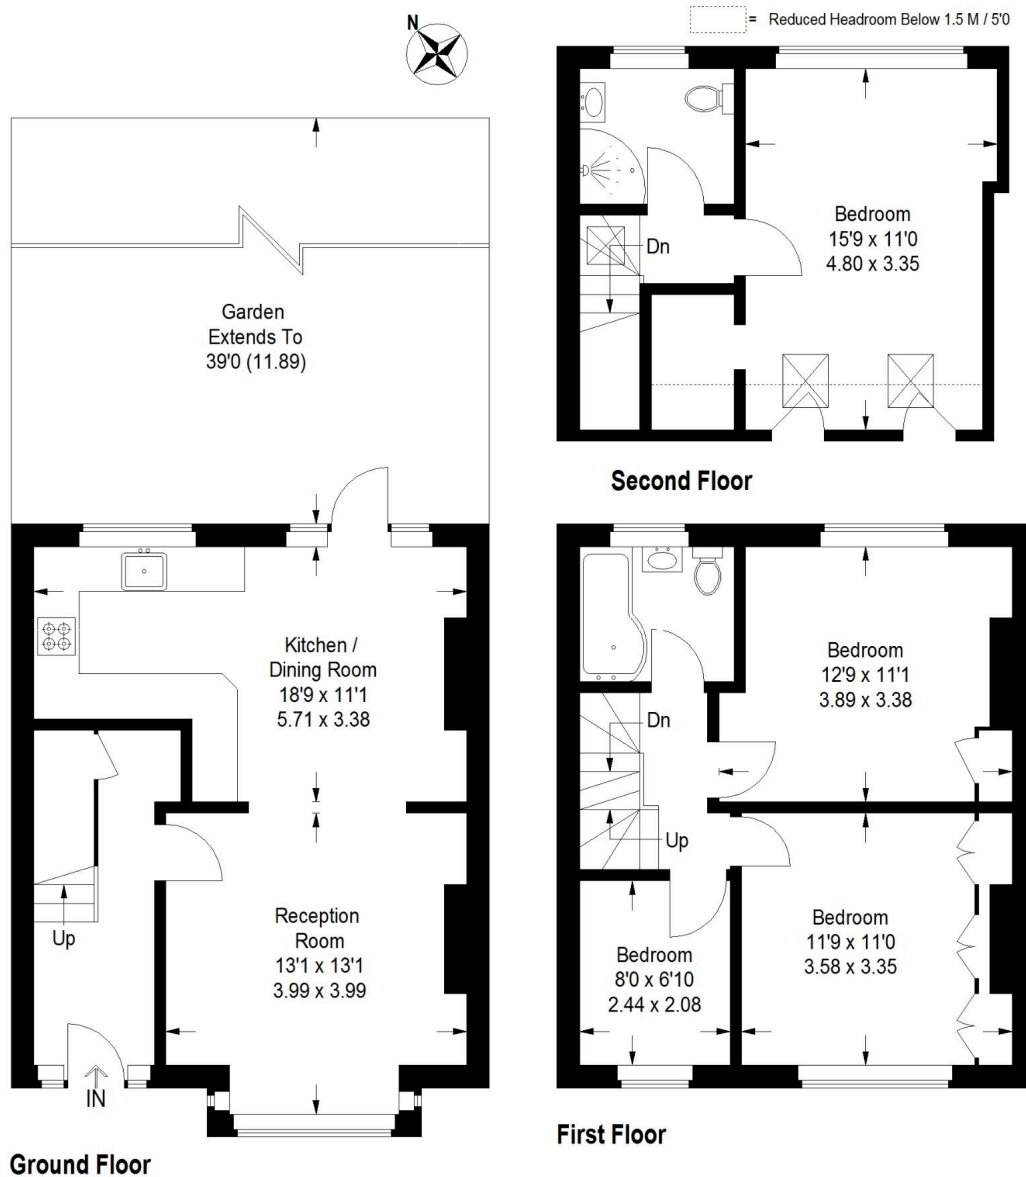 = Reduced Headroom Below 1.5 M / 5'0
N
Dn
Bedroom
15'9 x 11'0
4.80 x 3.35
Second Floor
Garden
Extends To
39'0 (11.89)
Kitchen /
Dining Room
18'9 x 11'1
5.71 x 3.38
Reception
Room
13'1 x 13'1
3.99 x 3.99
Up
IN
Ground Floor
Bedroom
12'9 x 11'1
3.89 x 3.38
Dn
Up
Bedroom
8'0 x 6'10
2.44 x 2.08
Bedroom
11'9 x 11'0
3.58 x 3.35
First Floor